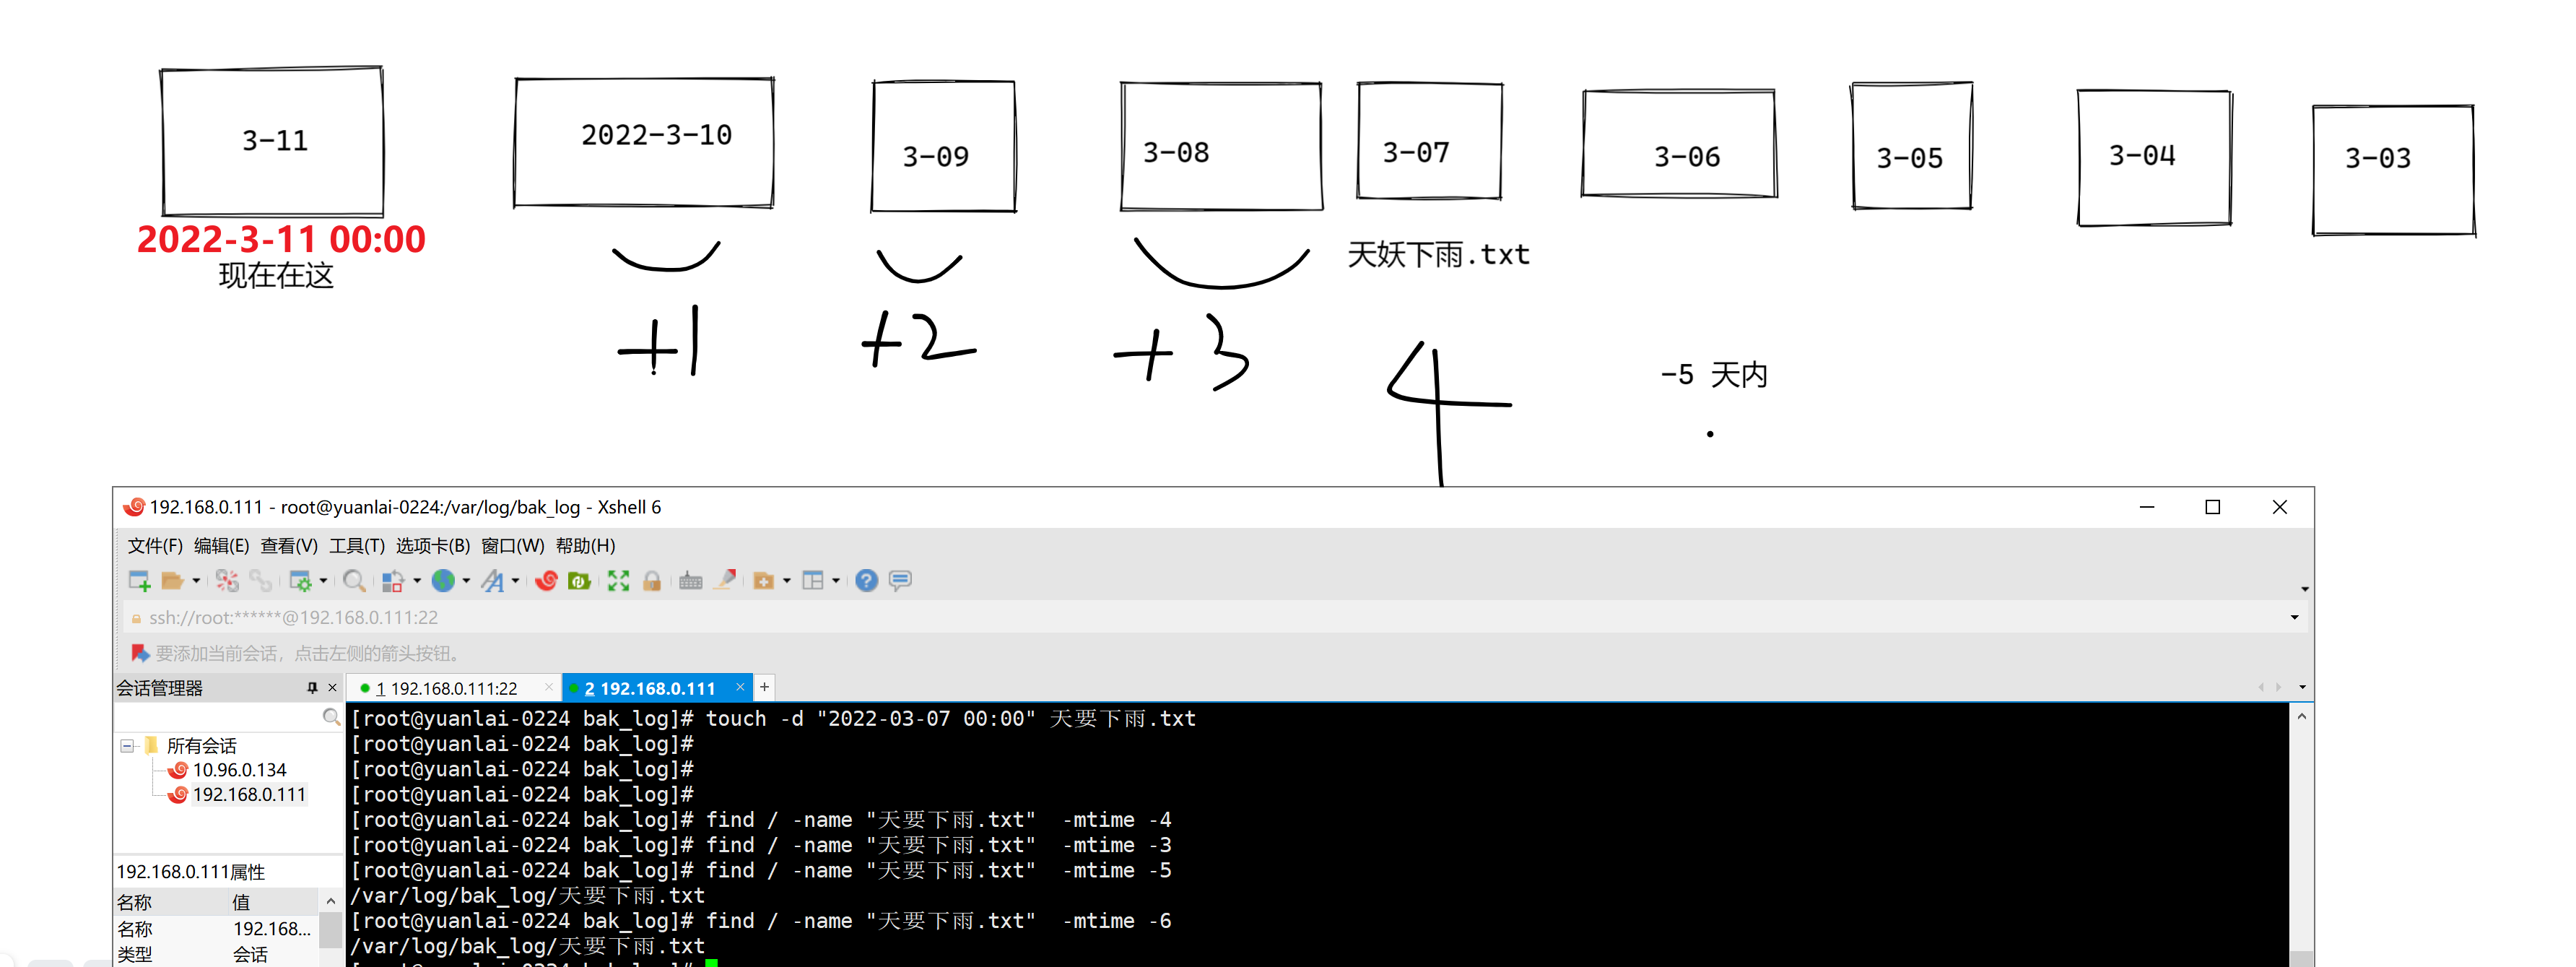 3-11
2022-3-10
3-09
3-08
3-07
3-06
3-05
3-04
3-03
2022-3-11 00:00
现在在这
天妖下雨.txt
+1
+2
+3
4
-5 天内
192.168.0.111 - root@yuanlai-0224:/var/log/bak_log - Xshell 6
文件(F) 编辑(E) 查看(V) 工具(T) 选项卡(B) 窗口(W) 帮助(H)
ssh://root:******@192.168.0.111:22
要添加当前会话，点击左侧的箭头按钮。
会话管理器
1 192.168.0.111:22
2 192.168.0.111
所有会话
10.96.0.134
192.168.0.111
192.168.0.111属性
名称 值
名称 192.168...
类型 会话
[root@yuanlai-0224 bak_log]# touch -d "2022-03-07 00:00" 天要下雨.txt
[root@yuanlai-0224 bak_log]#
[root@yuanlai-0224 bak_log]#
[root@yuanlai-0224 bak_log]#
[root@yuanlai-0224 bak_log]# find / -name "天要下雨.txt"  -mtime -4
[root@yuanlai-0224 bak_log]# find / -name "天要下雨.txt"  -mtime -3
[root@yuanlai-0224 bak_log]# find / -name "天要下雨.txt"  -mtime -5
/var/log/bak_log/天要下雨.txt
[root@yuanlai-0224 bak_log]# find / -name "天要下雨.txt"  -mtime -6
/var/log/bak_log/天要下雨.txt